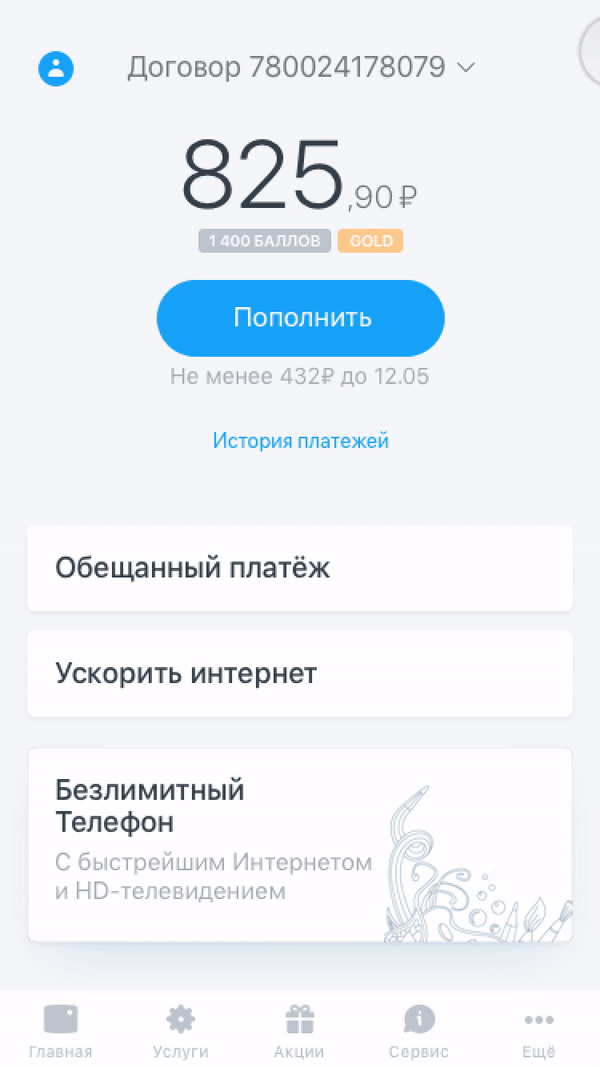 Договор 780024178079
825,90 ₽
1 400 БАЛЛОВ GOLD
Пополнить
Не менее 432₽ до 12.05
История платежей
Обещанный платёж
Ускорить интернет
Безлимитный
Телефон
С быстрейшим Интернетом
и HD-телевидением
Главная Услуги Акции Сервис Ещё